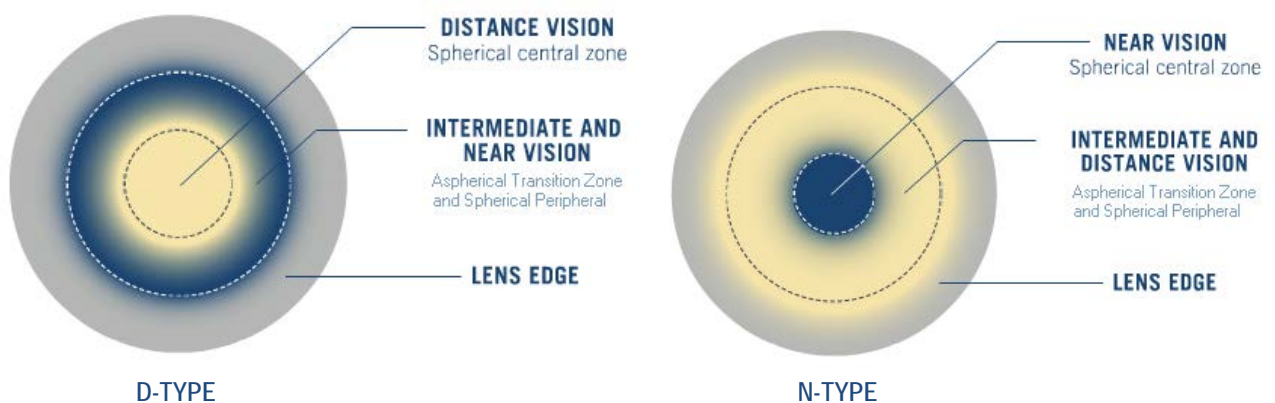 DISTANCE VISION
Spherical central zone
INTERMEDIATE AND
NEAR VISION
Aspherical Transition Zone
and Spherical Peripheral
LENS EDGE
D-TYPE
NEAR VISION
Spherical central zone
INTERMEDIATE AND
DISTANCE VISION
Aspherical Transition Zone
and Spherical Peripheral
LENS EDGE
N-TYPE